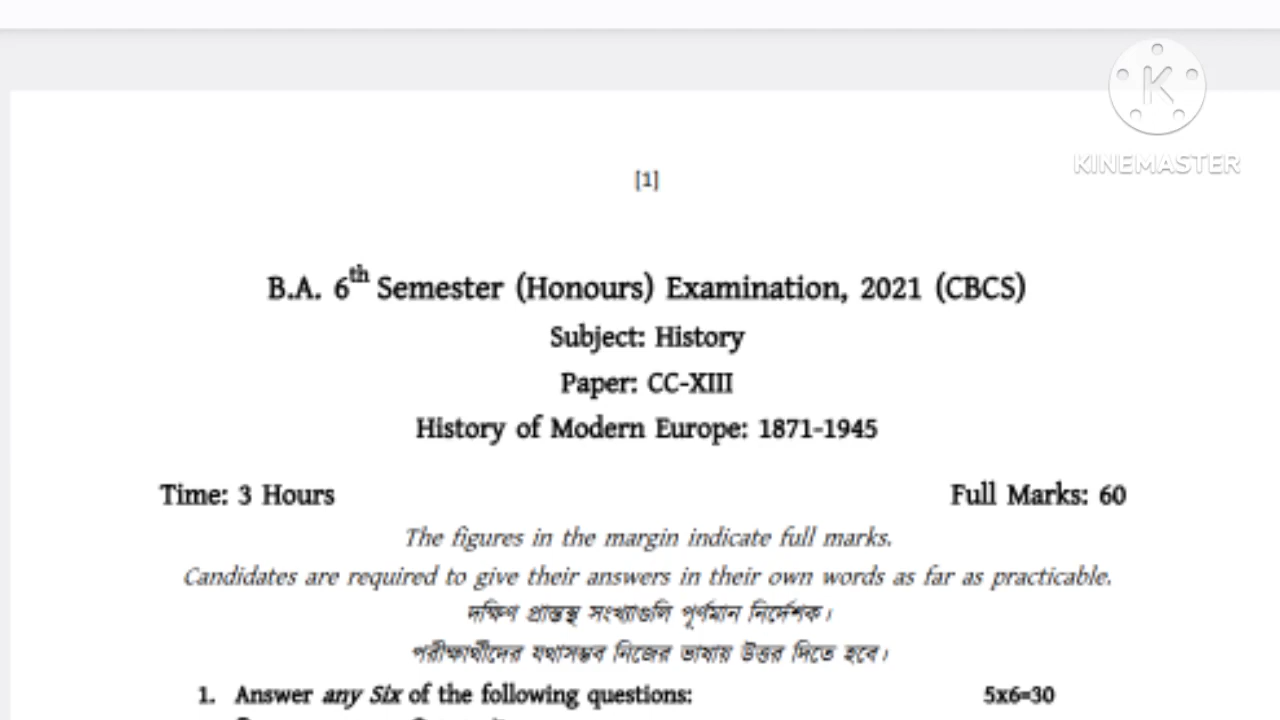 K
KINEMASTER
[1]
B.A. 6th Semester (Honours) Examination, 2021 (CBCS)
Subject: History
Paper: CC-XIII
History of Modern Europe: 1871-1945
Time: 3 Hours Full Marks: 60
The figures in the margin indicate full marks.
Candidates are required to give their answers in their own words as far as practicable.
দক্ষিণ প্রান্তস্থ সংখ্যাগুলি পূর্ণমান নির্দেশক।
পরীক্ষার্থীদের যথাসম্ভব নিজের ভাষায় উত্তর দিতে হবে।
1. Answer any Six of the following questions: 5x6=30